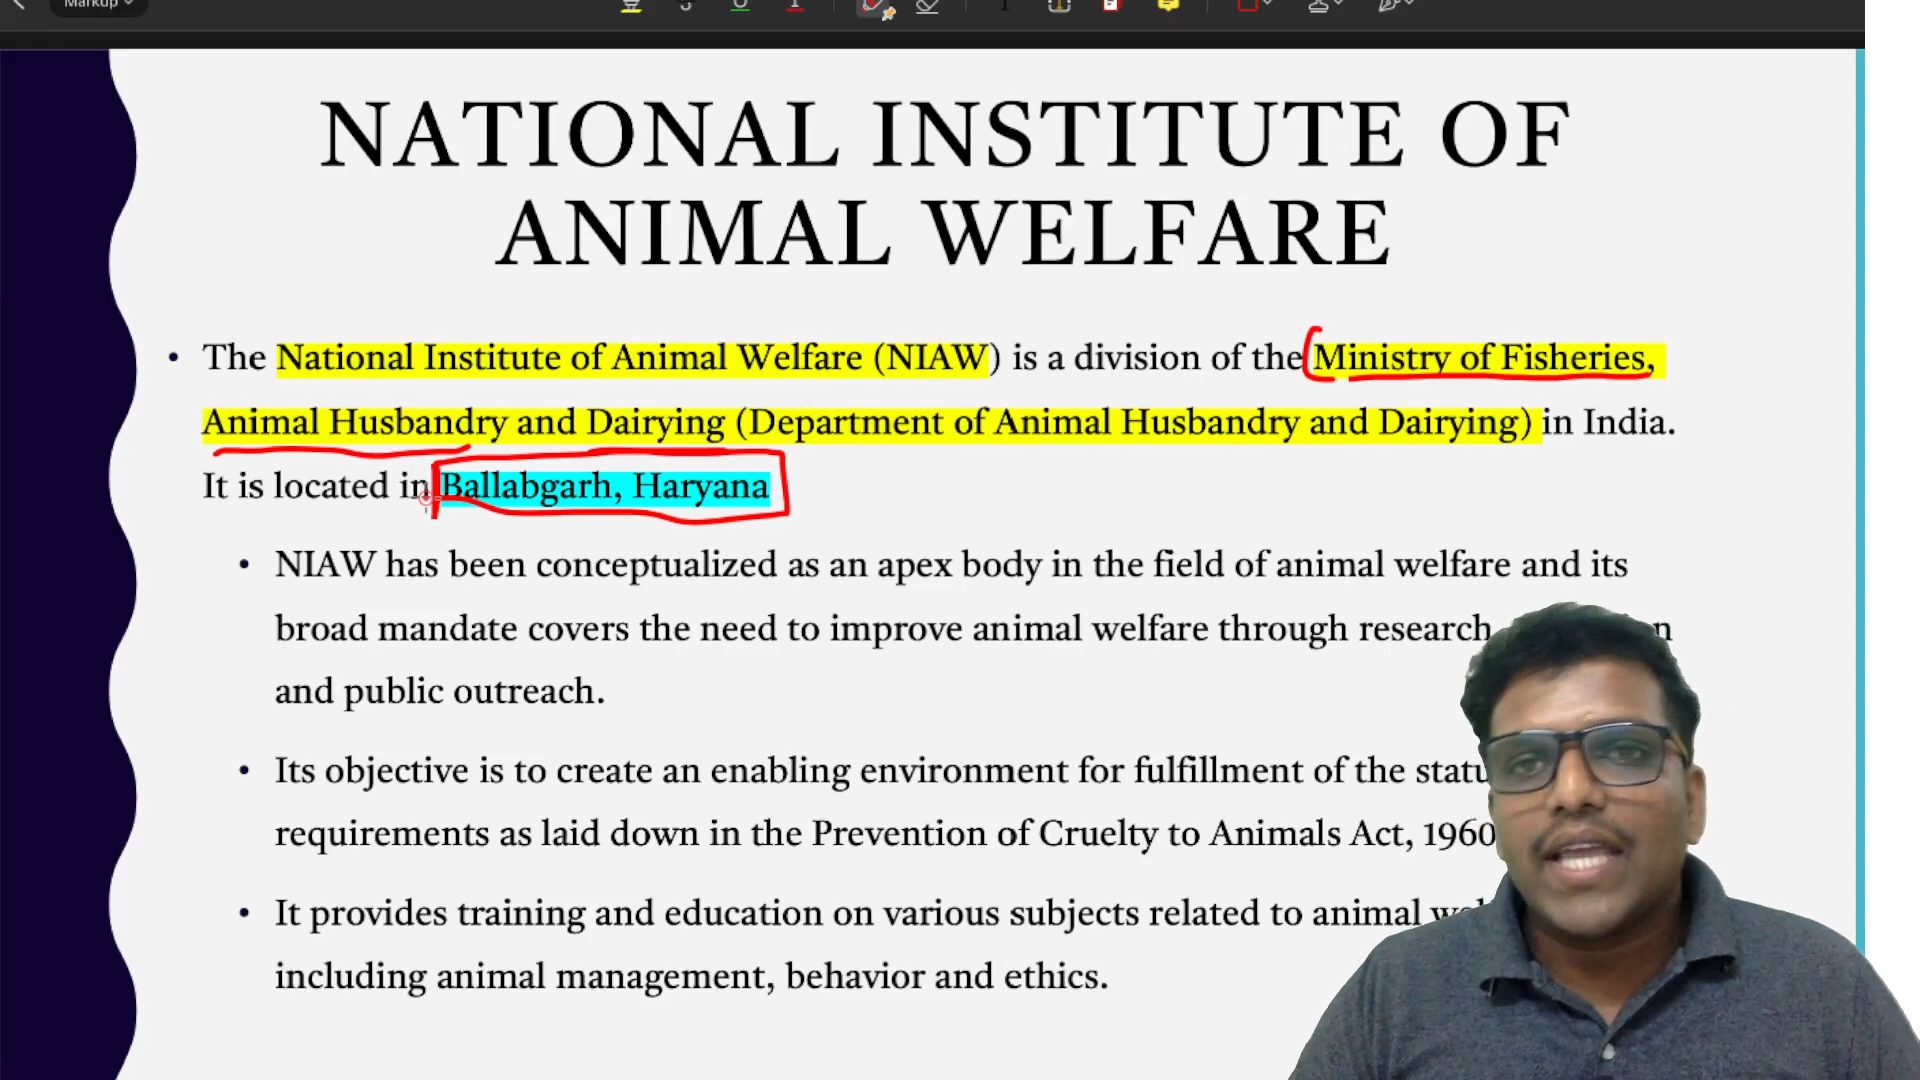 Markup
NATIONAL INSTITUTE OF
ANIMAL WELFARE
• The National Institute of Animal Welfare (NIAW) is a division of the Ministry of Fisheries,
Animal Husbandry and Dairying (Department of Animal Husbandry and Dairying) in India.
It is located in Ballabgarh, Haryana
• NIAW has been conceptualized as an apex body in the field of animal welfare and its
broad mandate covers the need to improve animal welfare through research
and public outreach.
• Its objective is to create an enabling environment for fulfillment of the
requirements as laid down in the Prevention of Cruelty to Animals Act, 1960
• It provides training and education on various subjects related to animal
including animal management, behavior and ethics.